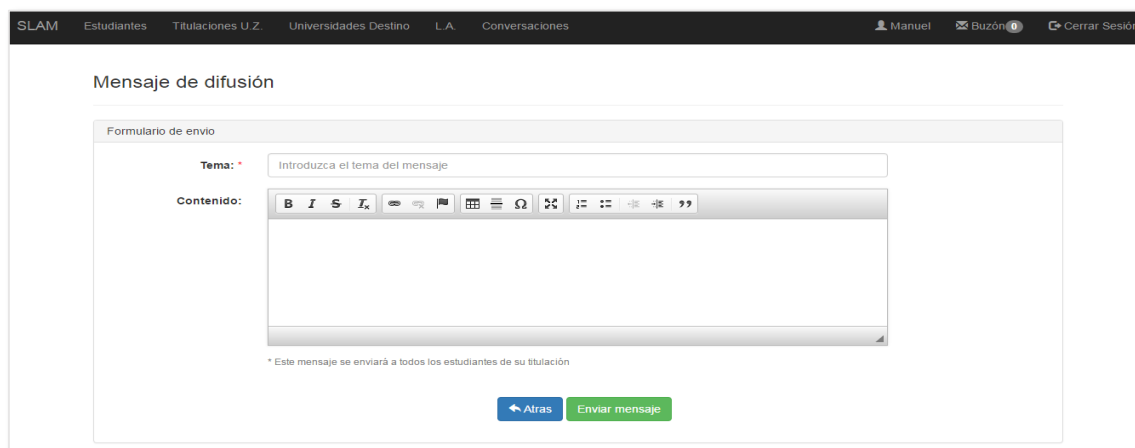 SLAM Estudiantes Titulaciones U.Z. Universidades Destino L.A. Conversaciones Manuel Buzón 0 Cerrar Sesión
Mensaje de difusión
Formulario de envio
Tema: * Introduzca el tema del mensaje
Contenido:
B I S Ix Ω
* Este mensaje se enviará a todos los estudiantes de su titulación
Atras Enviar mensaje